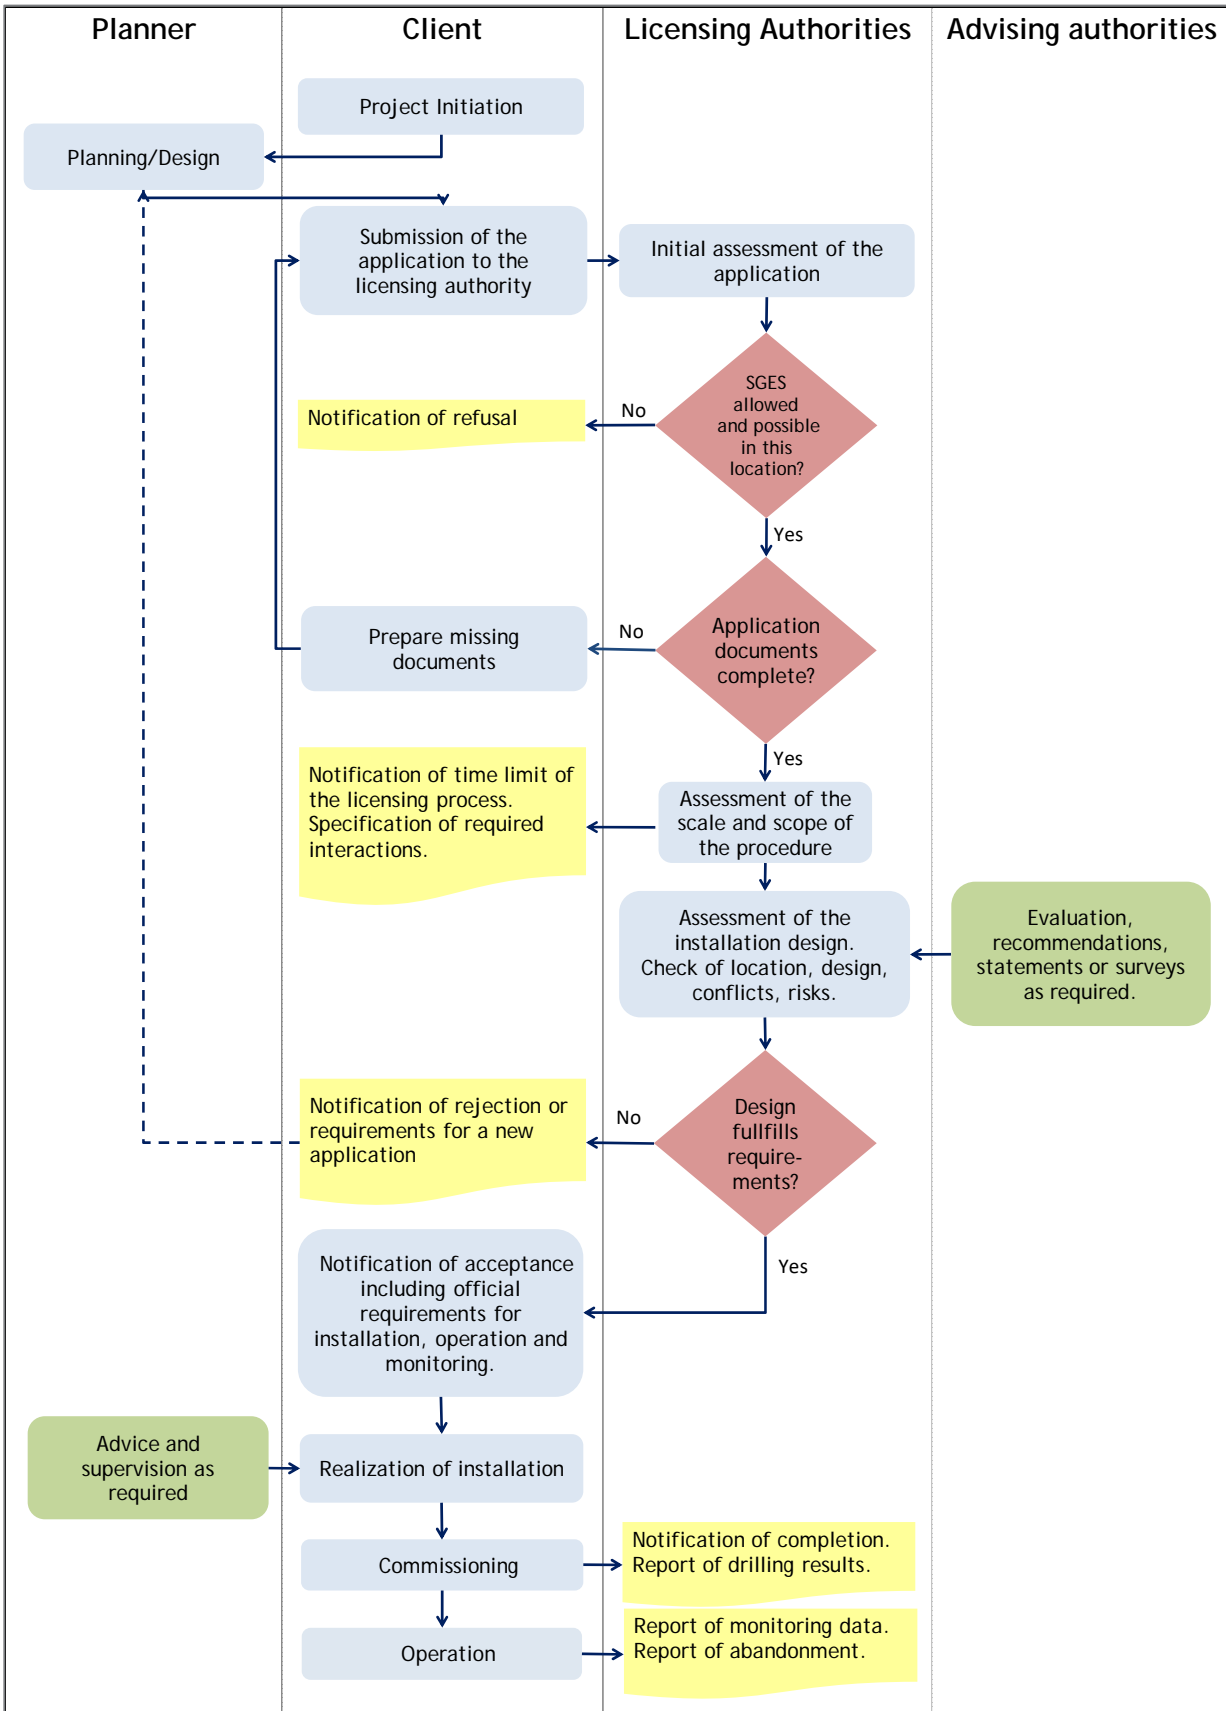 Planner
Client
Licensing Authorities
Advising authorities
Project Initiation
Planning/Design
Submission of the
application to the
licensing authority
Initial assessment of the
application
SGES
allowed
and possible
in this
location?
No
Notification of refusal
Yes
Application
documents
complete?
No
Prepare missing
documents
Yes
Notification of time limit of
the licensing process.
Specification of required
interactions.
Assessment of the
scale and scope of
the procedure
Assessment of the
installation design.
Check of location, design,
conflicts, risks.
Evaluation,
recommendations,
statements or surveys
as required.
Design
fullfills
require-
ments?
No
Notification of rejection or
requirements for a new
application
Yes
Notification of acceptance
including official
requirements for
installation, operation and
monitoring.
Advice and
supervision as
required
Realization of installation
Commissioning
Notification of completion.
Report of drilling results.
Operation
Report of monitoring data.
Report of abandonment.